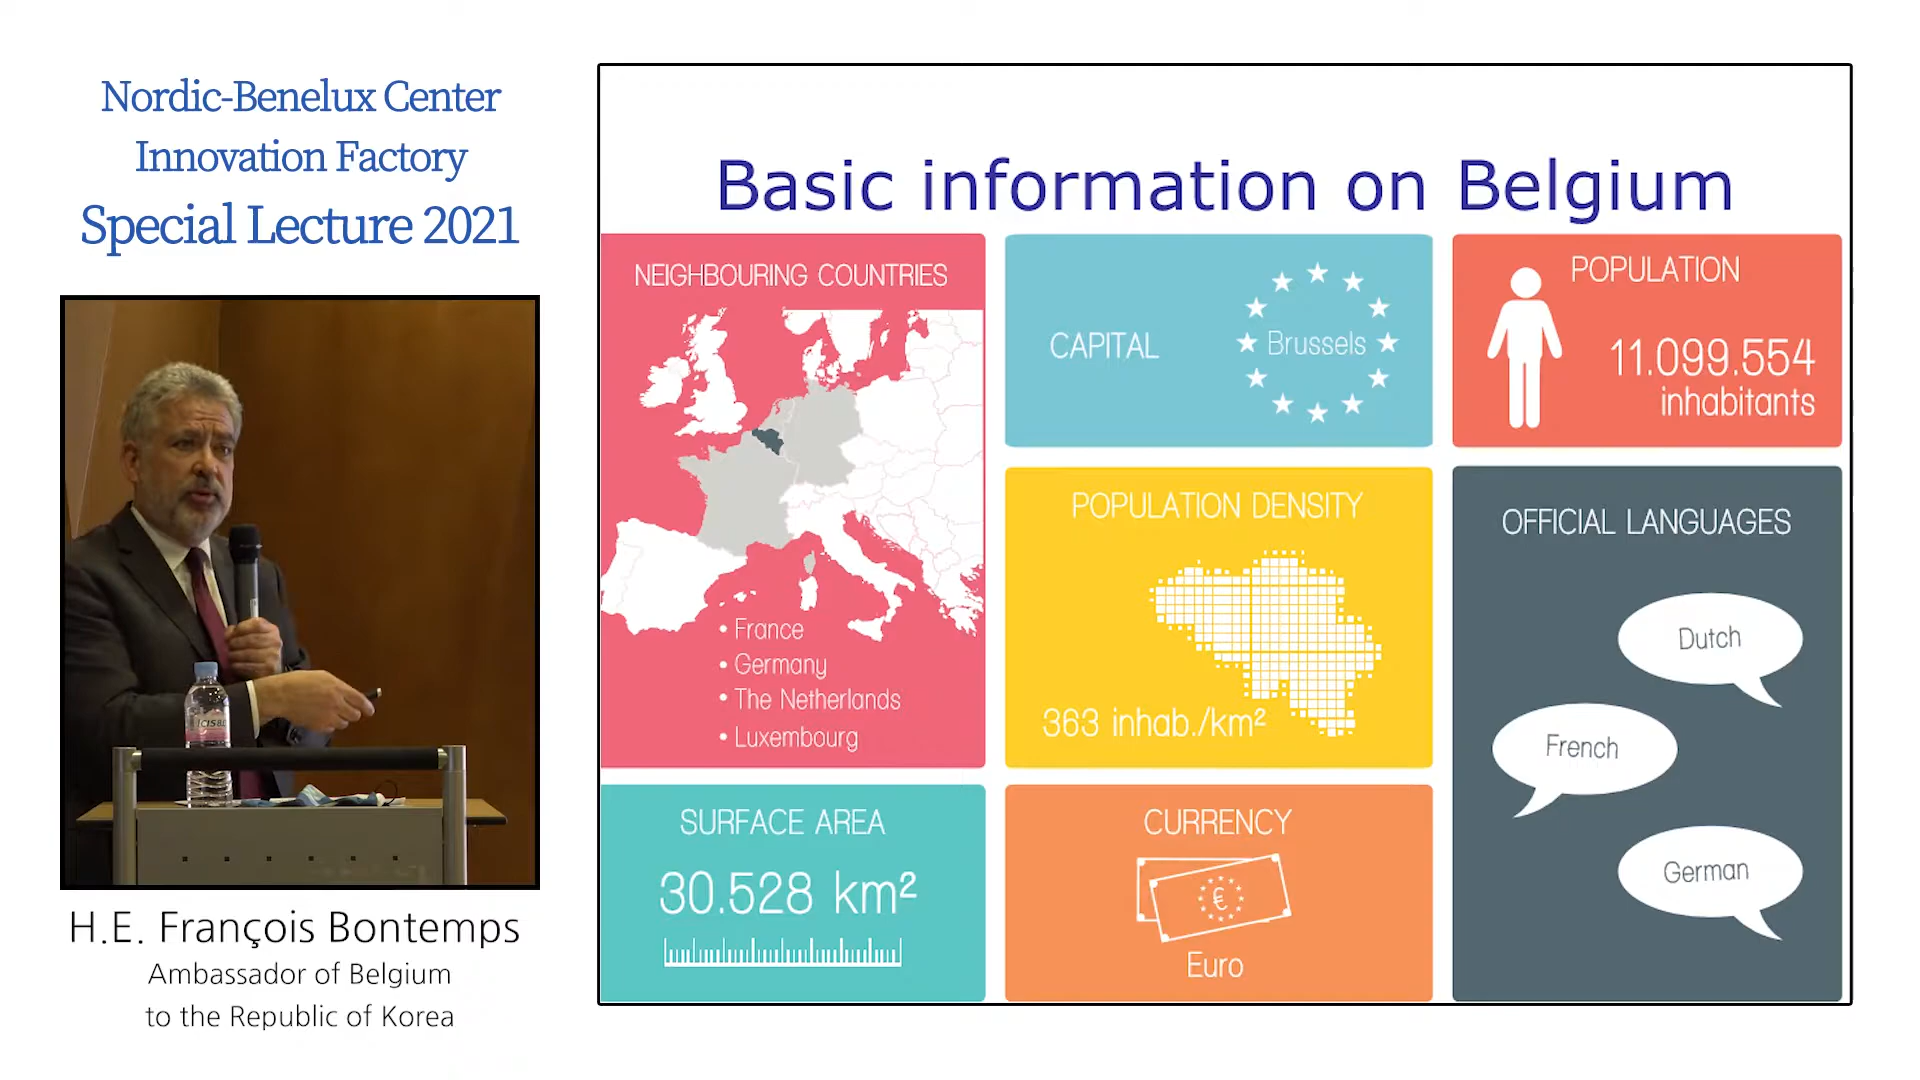 Nordic-Benelux Center
Innovation Factory
Special Lecture 2021
H.E. François Bontemps
Ambassador of Belgium
to the Republic of Korea
Basic information on Belgium
NEIGHBOURING COUNTRIES
• France
• Germany
• The Netherlands
• Luxembourg
SURFACE AREA
30.528 km²
CAPITAL
Brussels
POPULATION DENSITY
363 inhab./km²
CURRENCY
€
Euro
POPULATION
11.099.554
inhabitants
OFFICIAL LANGUAGES
Dutch
French
German